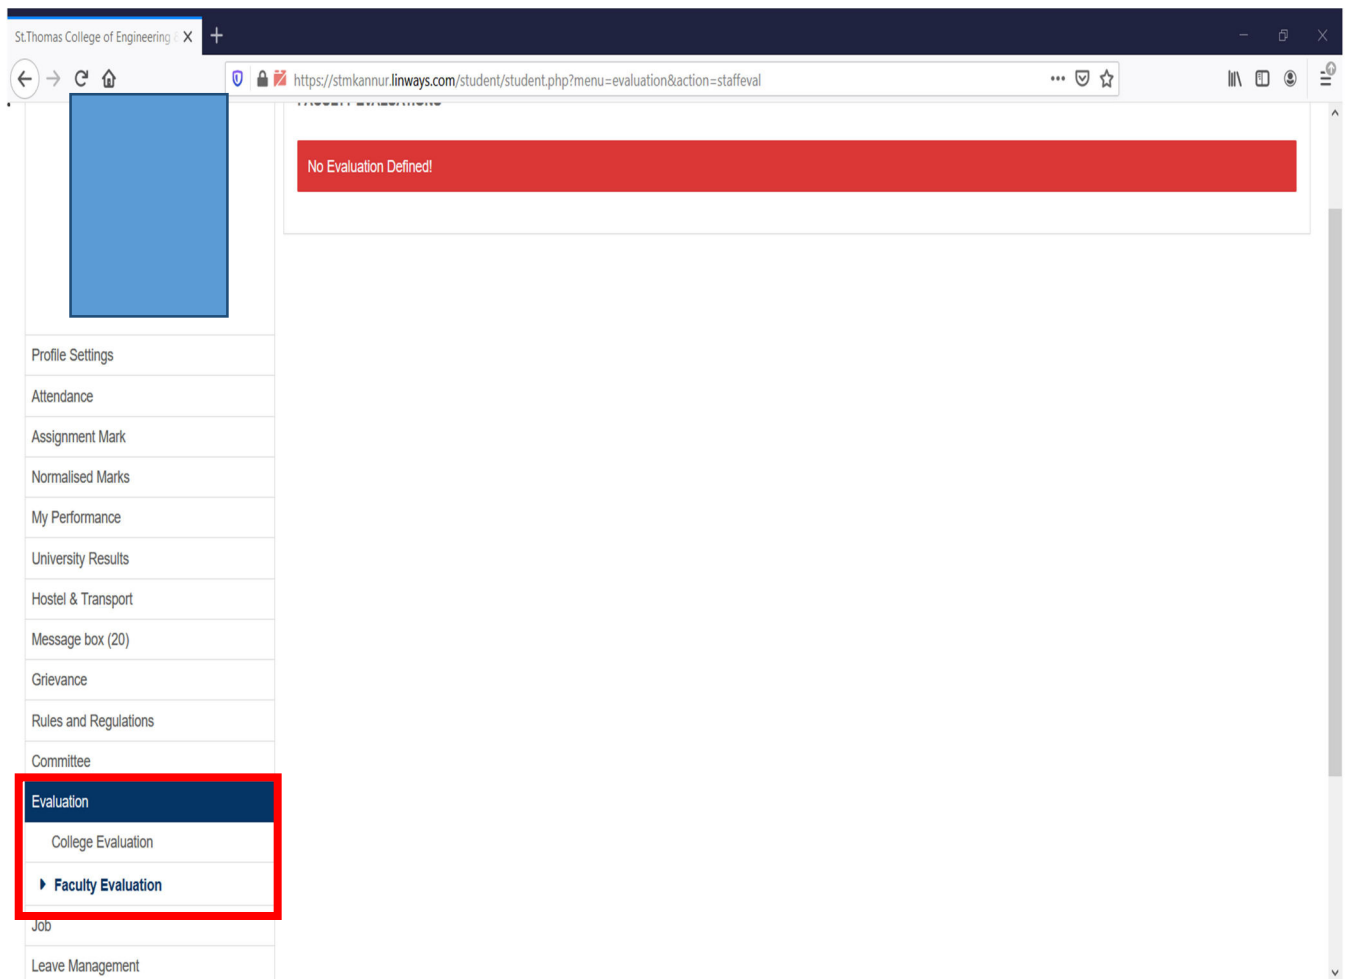 St.Thomas College of Engineering &
https://stmkannur.linways.com/student/student.php?menu=evaluation&action=staffeval
FACULTY EVALUATIONS
No Evaluation Defined!
Profile Settings
Attendance
Assignment Mark
Normalised Marks
My Performance
University Results
Hostel & Transport
Message box (20)
Grievance
Rules and Regulations
Committee
Evaluation
College Evaluation
Faculty Evaluation
Job
Leave Management